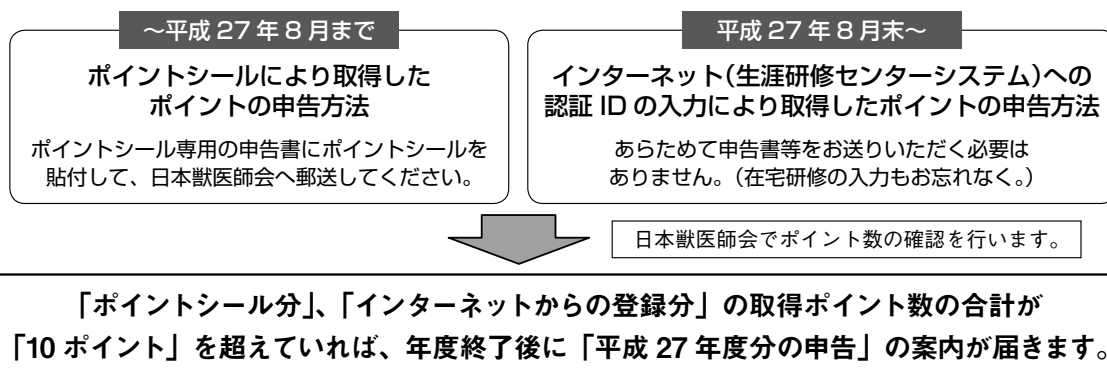 ～平成 27 年 8 月まで
ポイントシールにより取得した
ポイントの申告方法
ポイントシール専用の申告書にポイントシールを
貼付して、日本獣医師会へ郵送してください。
平成 27 年 8 月末～
インターネット（生涯研修センターシステム）への
認証 ID の入力により取得したポイントの申告方法
あらためて申告書等をお送りいただく必要は
ありません。（在宅研修の入力もお忘れなく。）
日本獣医師会でポイント数の確認を行います。
「ポイントシール分」、「インターネットからの登録分」の取得ポイント数の合計が
「10 ポイント」を超えていれば、年度終了後に「平成 27 年度分の申告」の案内が届きます。